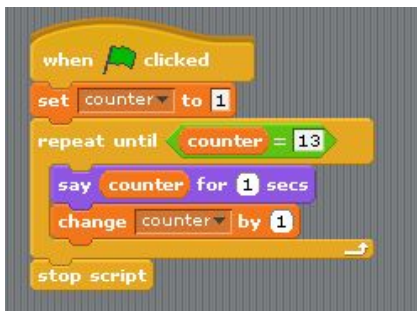 when clicked
set counter to 1
repeat until counter = 13
say counter for 1 secs
change counter by 1
stop script